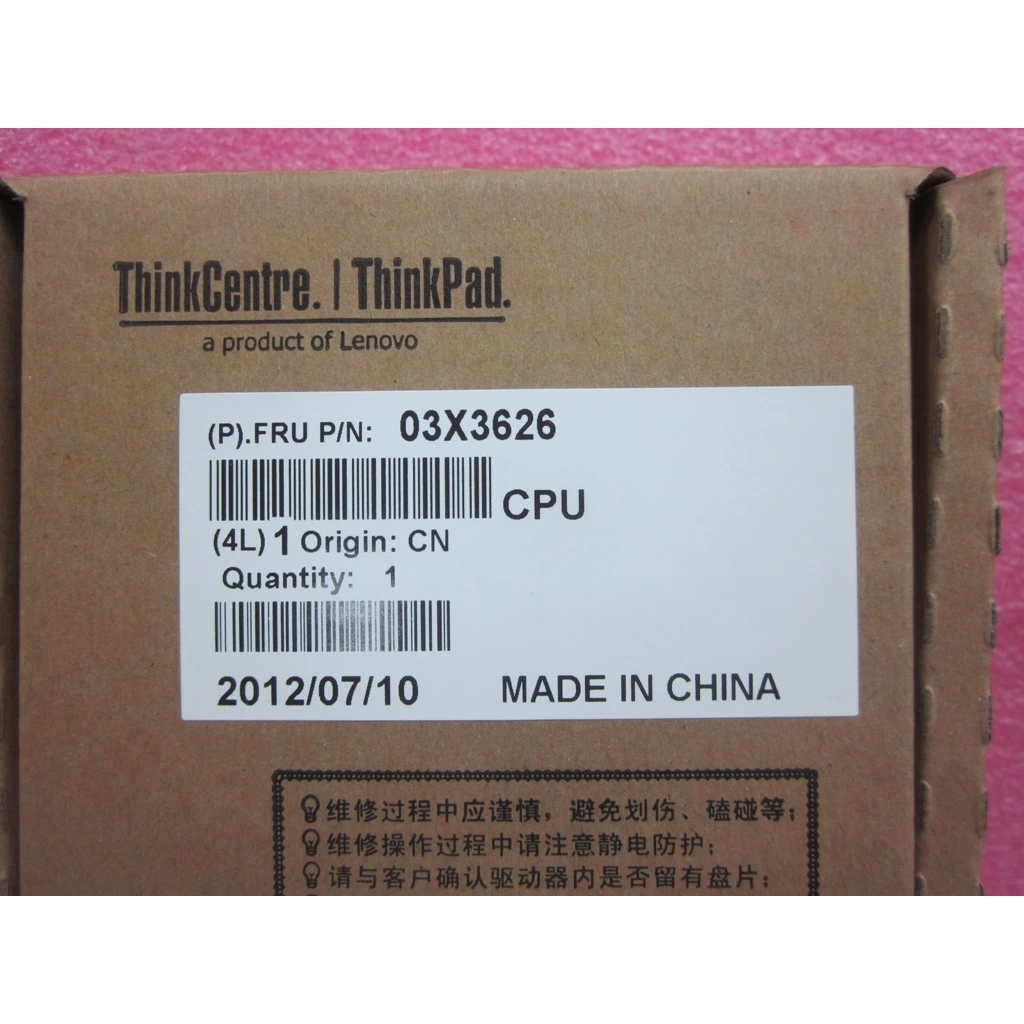 ThinkCentre. | ThinkPad.
a product of Lenovo
(P).FRU P/N: 03X3626
CPU
(4L) 1 Origin: CN
Quantity: 1
2012/07/10 MADE IN CHINA
维修过程中应谨慎，避免划伤、磕碰等；
维修操作过程中请注意静电防护；
请与客户确认驱动器内是否留有盘片；